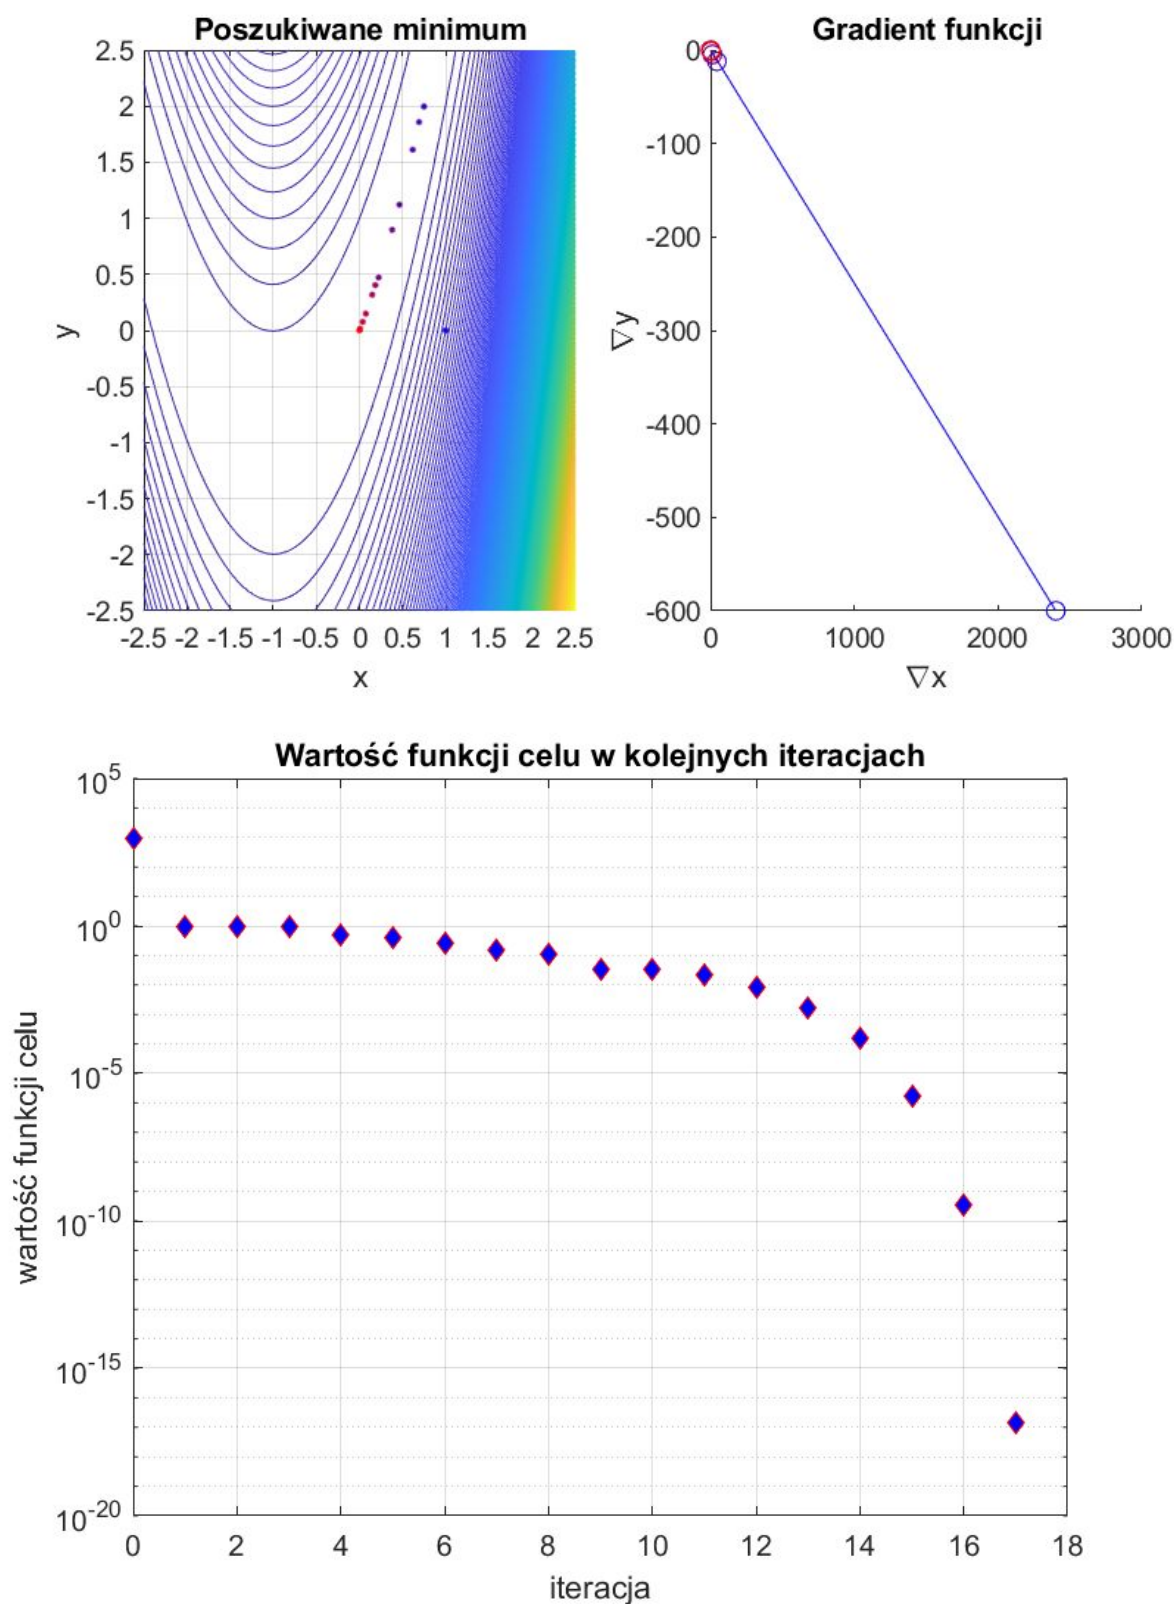 Poszukiwane minimum
2.5
2
1.5
1
0.5
0
-0.5
-1
-1.5
-2
-2.5
y
-2.5 -2 -1.5 -1 -0.5 0 0.5 1 1.5 2 2.5
x
Gradient funkcji
0
-100
-200
-300
-400
-500
-600
∇y
0 1000 2000 3000
∇x
Wartość funkcji celu w kolejnych iteracjach
10^5
10^0
10^-5
10^-10
10^-15
10^-20
wartość funkcji celu
0 2 4 6 8 10 12 14 16 18
iteracja